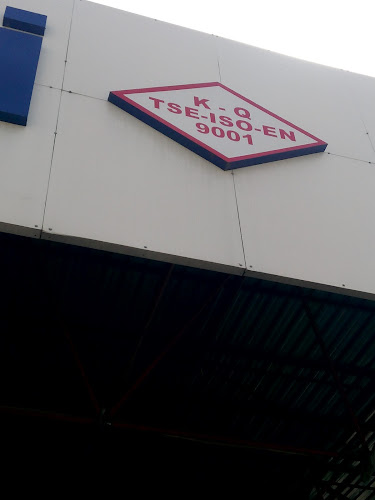 K - Q
TSE-ISO-EN
9001